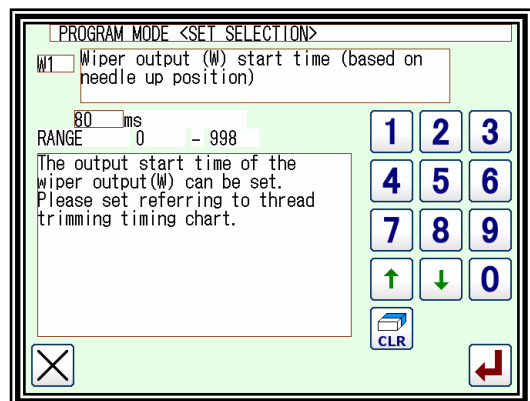 PROGRAM MODE <SET SELECTION>
W1 Wiper output (W) start time (based on
needle up position)
80 ms
RANGE 0 - 998
The output start time of the
wiper output(W) can be set.
Please set referring to thread
trimming timing chart.
1 2 3
4 5 6
7 8 9
↑ ↓ 0
CLR